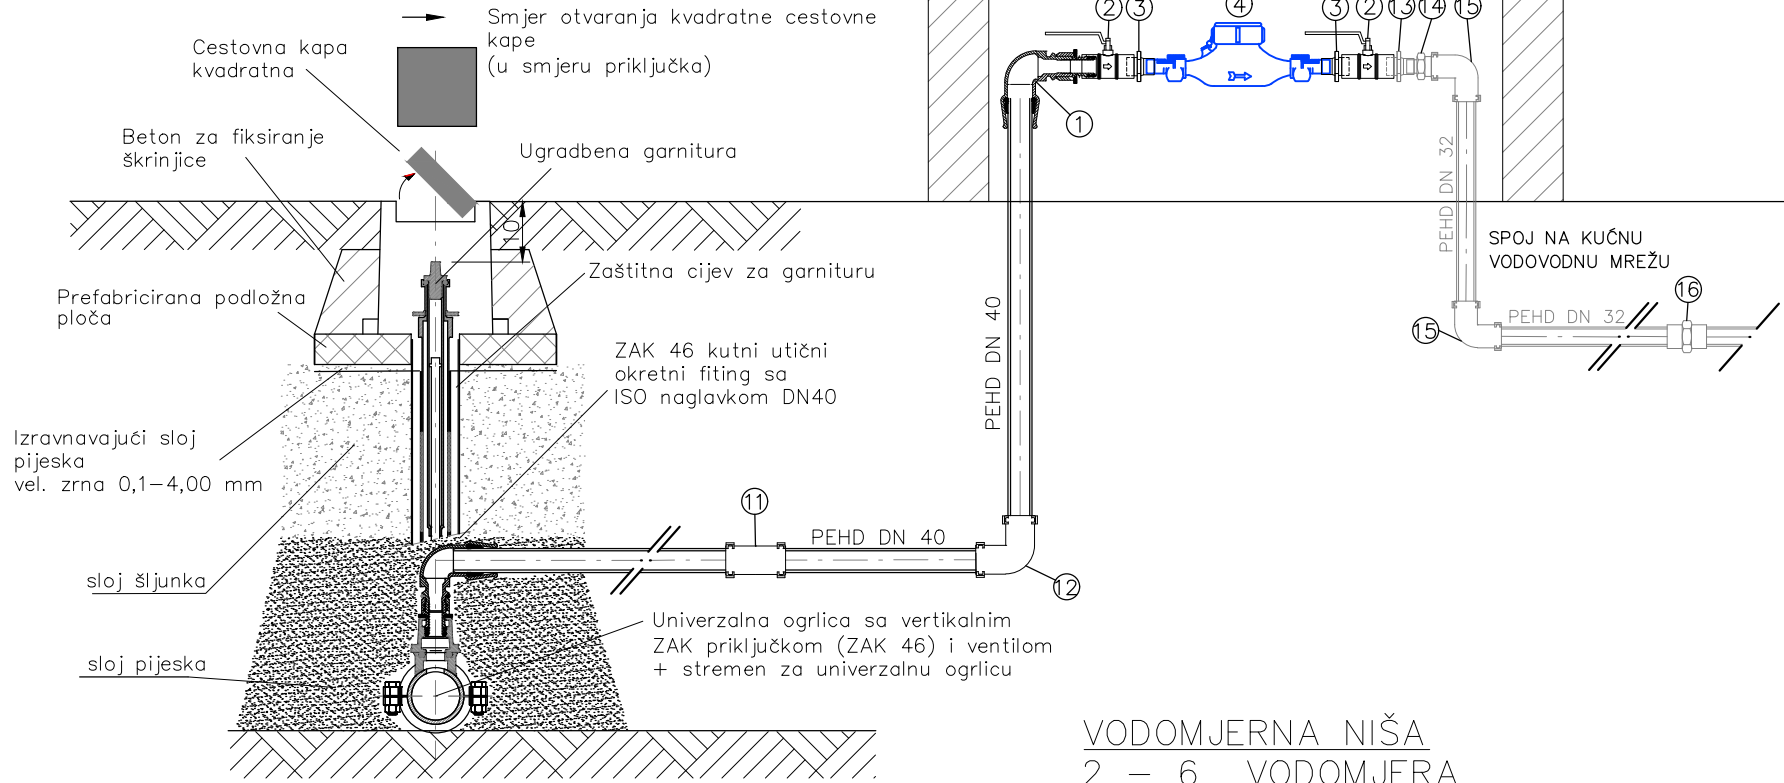 Smjer otvaranja kvadratne cestovne
kape
(u smjeru priključka)
Cestovna kapa
kvadratna
Beton za fiksiranje
škrinjice
Ugradbena garnitura
10
Zaštitna cijev za garnituru
Prefabricirana podložna
ploča
ZAK 46 kutni utični
okretni fiting sa
ISO naglavkom DN40
Izravnavajući sloj
pijeska
vel. zrna 0,1-4,00 mm
sloj šljunka
sloj pijeska
Univerzalna ogrlica sa vertikalnim
ZAK priključkom (ZAK 46) i ventilom
+ stremen za univerzalnu ogrlicu
11
PEHD DN 40
12
PEHD DN 40
1
2
3
4
3
2
13
14
15
PEHD DN 32
PEHD DN 32
SPOJ NA KUĆNU
VODOVODNU MREŽU
15
PEHD DN 32
16
VODOMJERNA NIŠA
2 - 6 VODOMJERA